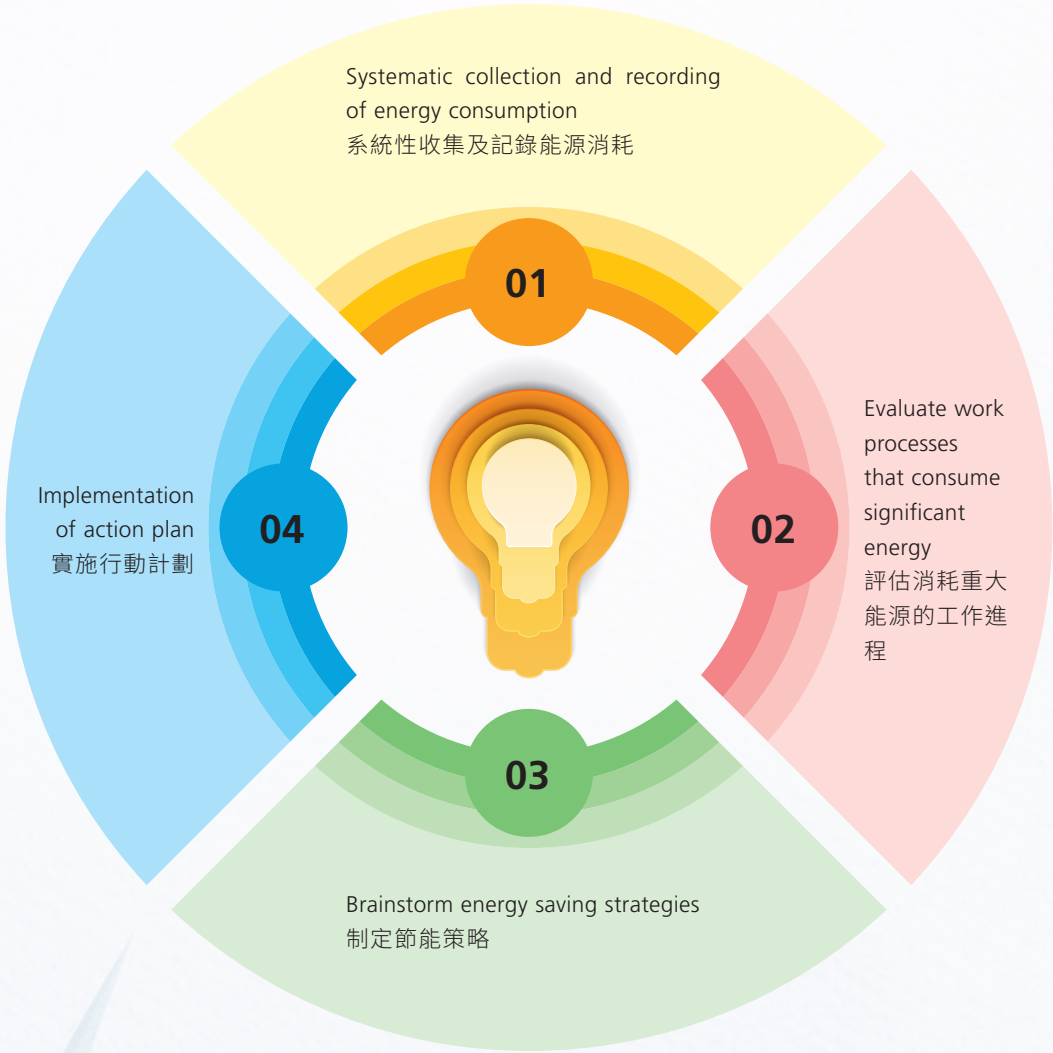 Systematic collection and recording
of energy consumption
系統性收集及記錄能源消耗
01
Evaluate work
processes
that consume
significant
energy
評估消耗重大
能源的工作進
程
02
Brainstorm energy saving strategies
制定節能策略
03
Implementation
of action plan
實施行動計劃
04